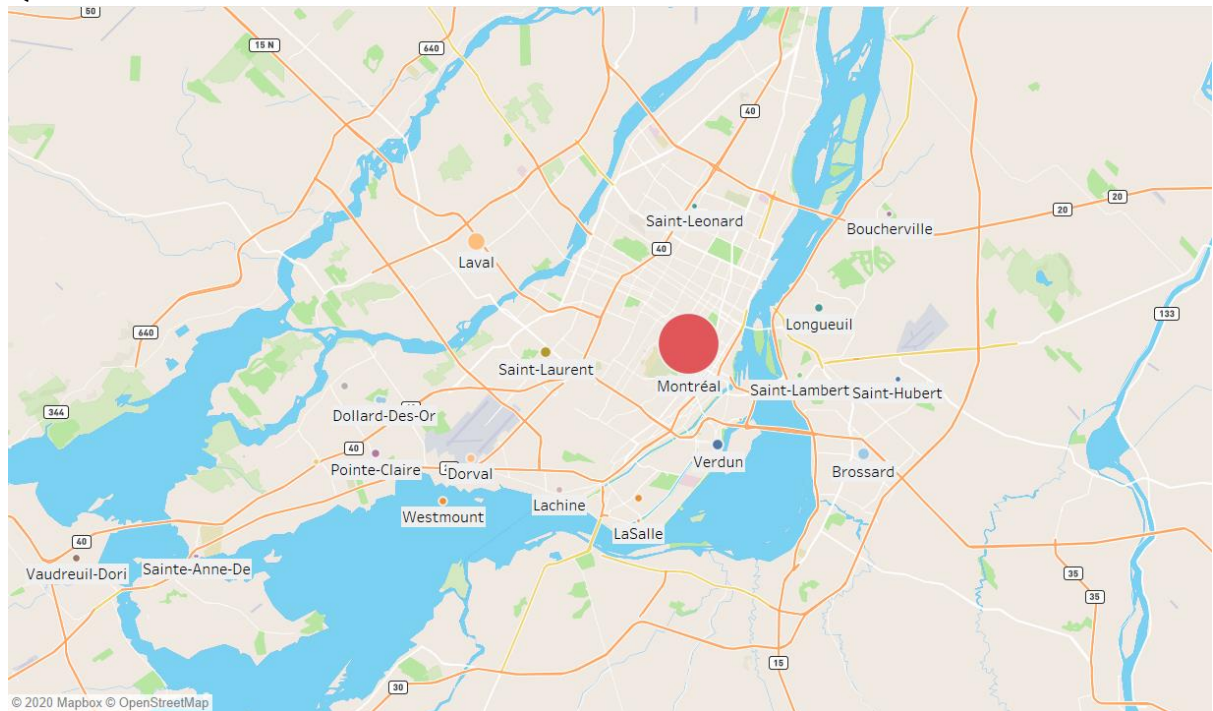 50
15 N
640
40
Saint-Leonard
Boucherville
20
20
40
Laval
133
Longueuil
640
Saint-Laurent
Montréal
Saint-Lambert
Saint-Hubert
344
Dollard-Des-Or
40
Pointe-Claire
Dorval
Verdun
Brossard
Lachine
Westmount
LaSalle
40
Vaudreuil-Dori
Sainte-Anne-De
35
35
15
30
© 2020 Mapbox © OpenStreetMap